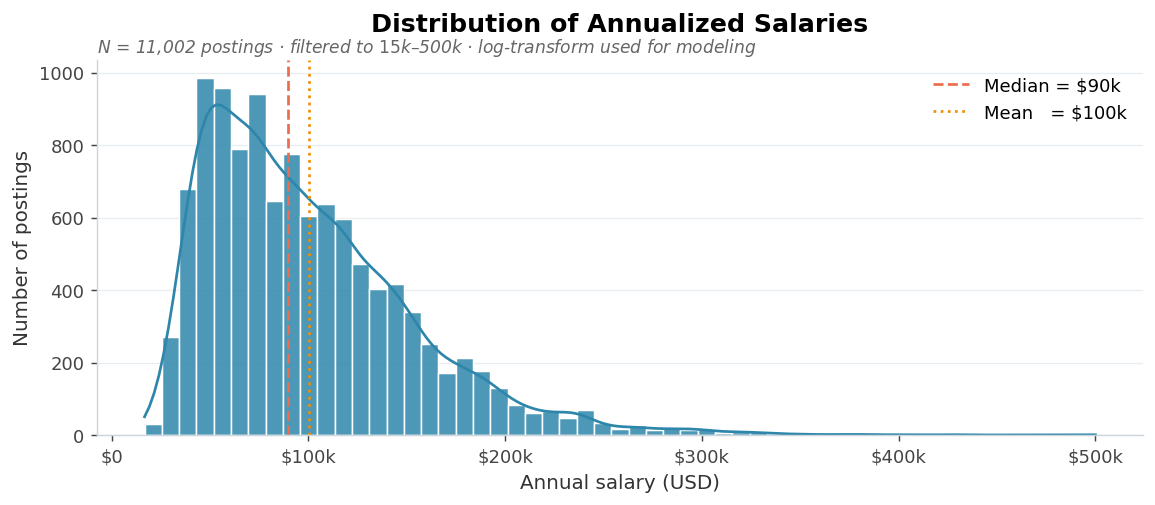 Distribution of Annualized Salaries
N = 11,002 postings · filtered to 15k–500k · log-transform used for modeling
Median = $90k
Mean = $100k
Number of postings
1000
800
600
400
200
0
$0
$100k
$200k
$300k
$400k
$500k
Annual salary (USD)